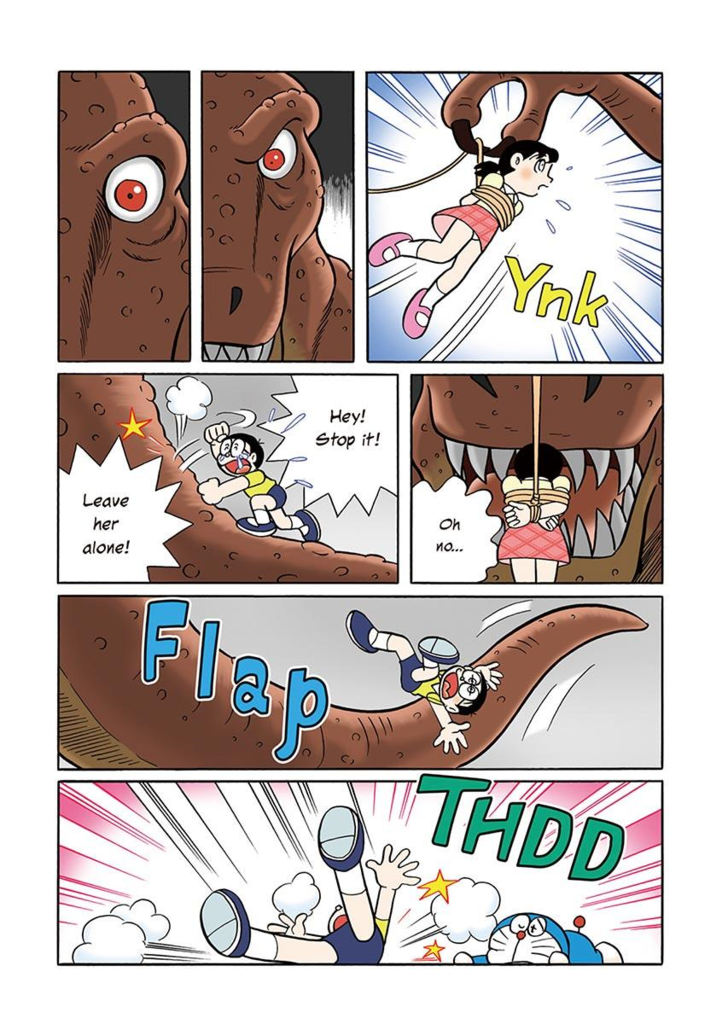 Ynk
Hey!
Stop it!
Leave
her
alone!
Oh
no...
Flap
THDD